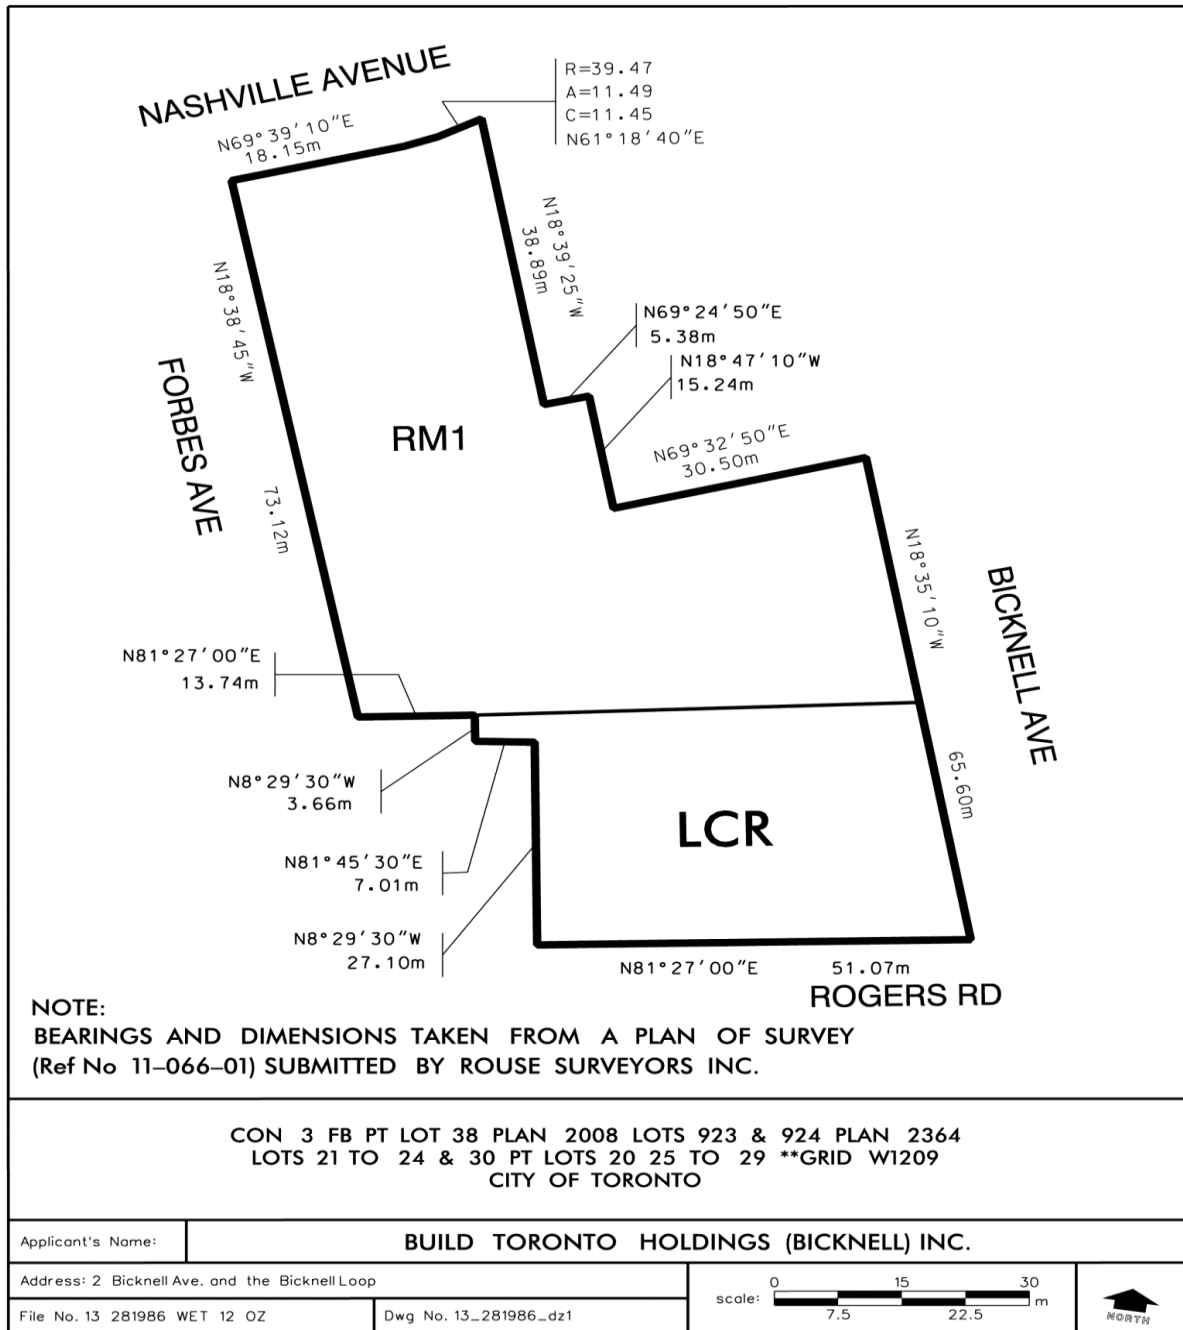 NASHVILLE AVENUE
R=39.47
A=11.49
C=11.45
N61°18'40"E
N69°39'10"E
18.15m
N18°39'25"W
38.89m
N18°38'45"W
73.12m
N69°24'50"E
5.38m
N18°47'10"W
15.24m
N69°32'50"E
30.50m
FORBES AVE
RM1
N18°35'10"W
65.60m
BICKNELL AVE
N81°27'00"E
13.74m
N8°29'30"W
3.66m
LCR
N81°45'30"E
7.01m
N8°29'30"W
27.10m
N81°27'00"E 51.07m
ROGERS RD
NOTE:
BEARINGS AND DIMENSIONS TAKEN FROM A PLAN OF SURVEY
(Ref No 11–066–01) SUBMITTED BY ROUSE SURVEYORS INC.
CON 3 FB PT LOT 38 PLAN 2008 LOTS 923 & 924 PLAN 2364
LOTS 21 TO 24 & 30 PT LOTS 20 25 TO 29 **GRID W1209
CITY OF TORONTO
Applicant's Name: BUILD TORONTO HOLDINGS (BICKNELL) INC.
Address: 2 Bicknell Ave. and the Bicknell Loop
File No. 13 281986 WET 12 OZ
Dwg No. 13_281986_dz1
0 15 30
scale: m
7.5 22.5
NORTH